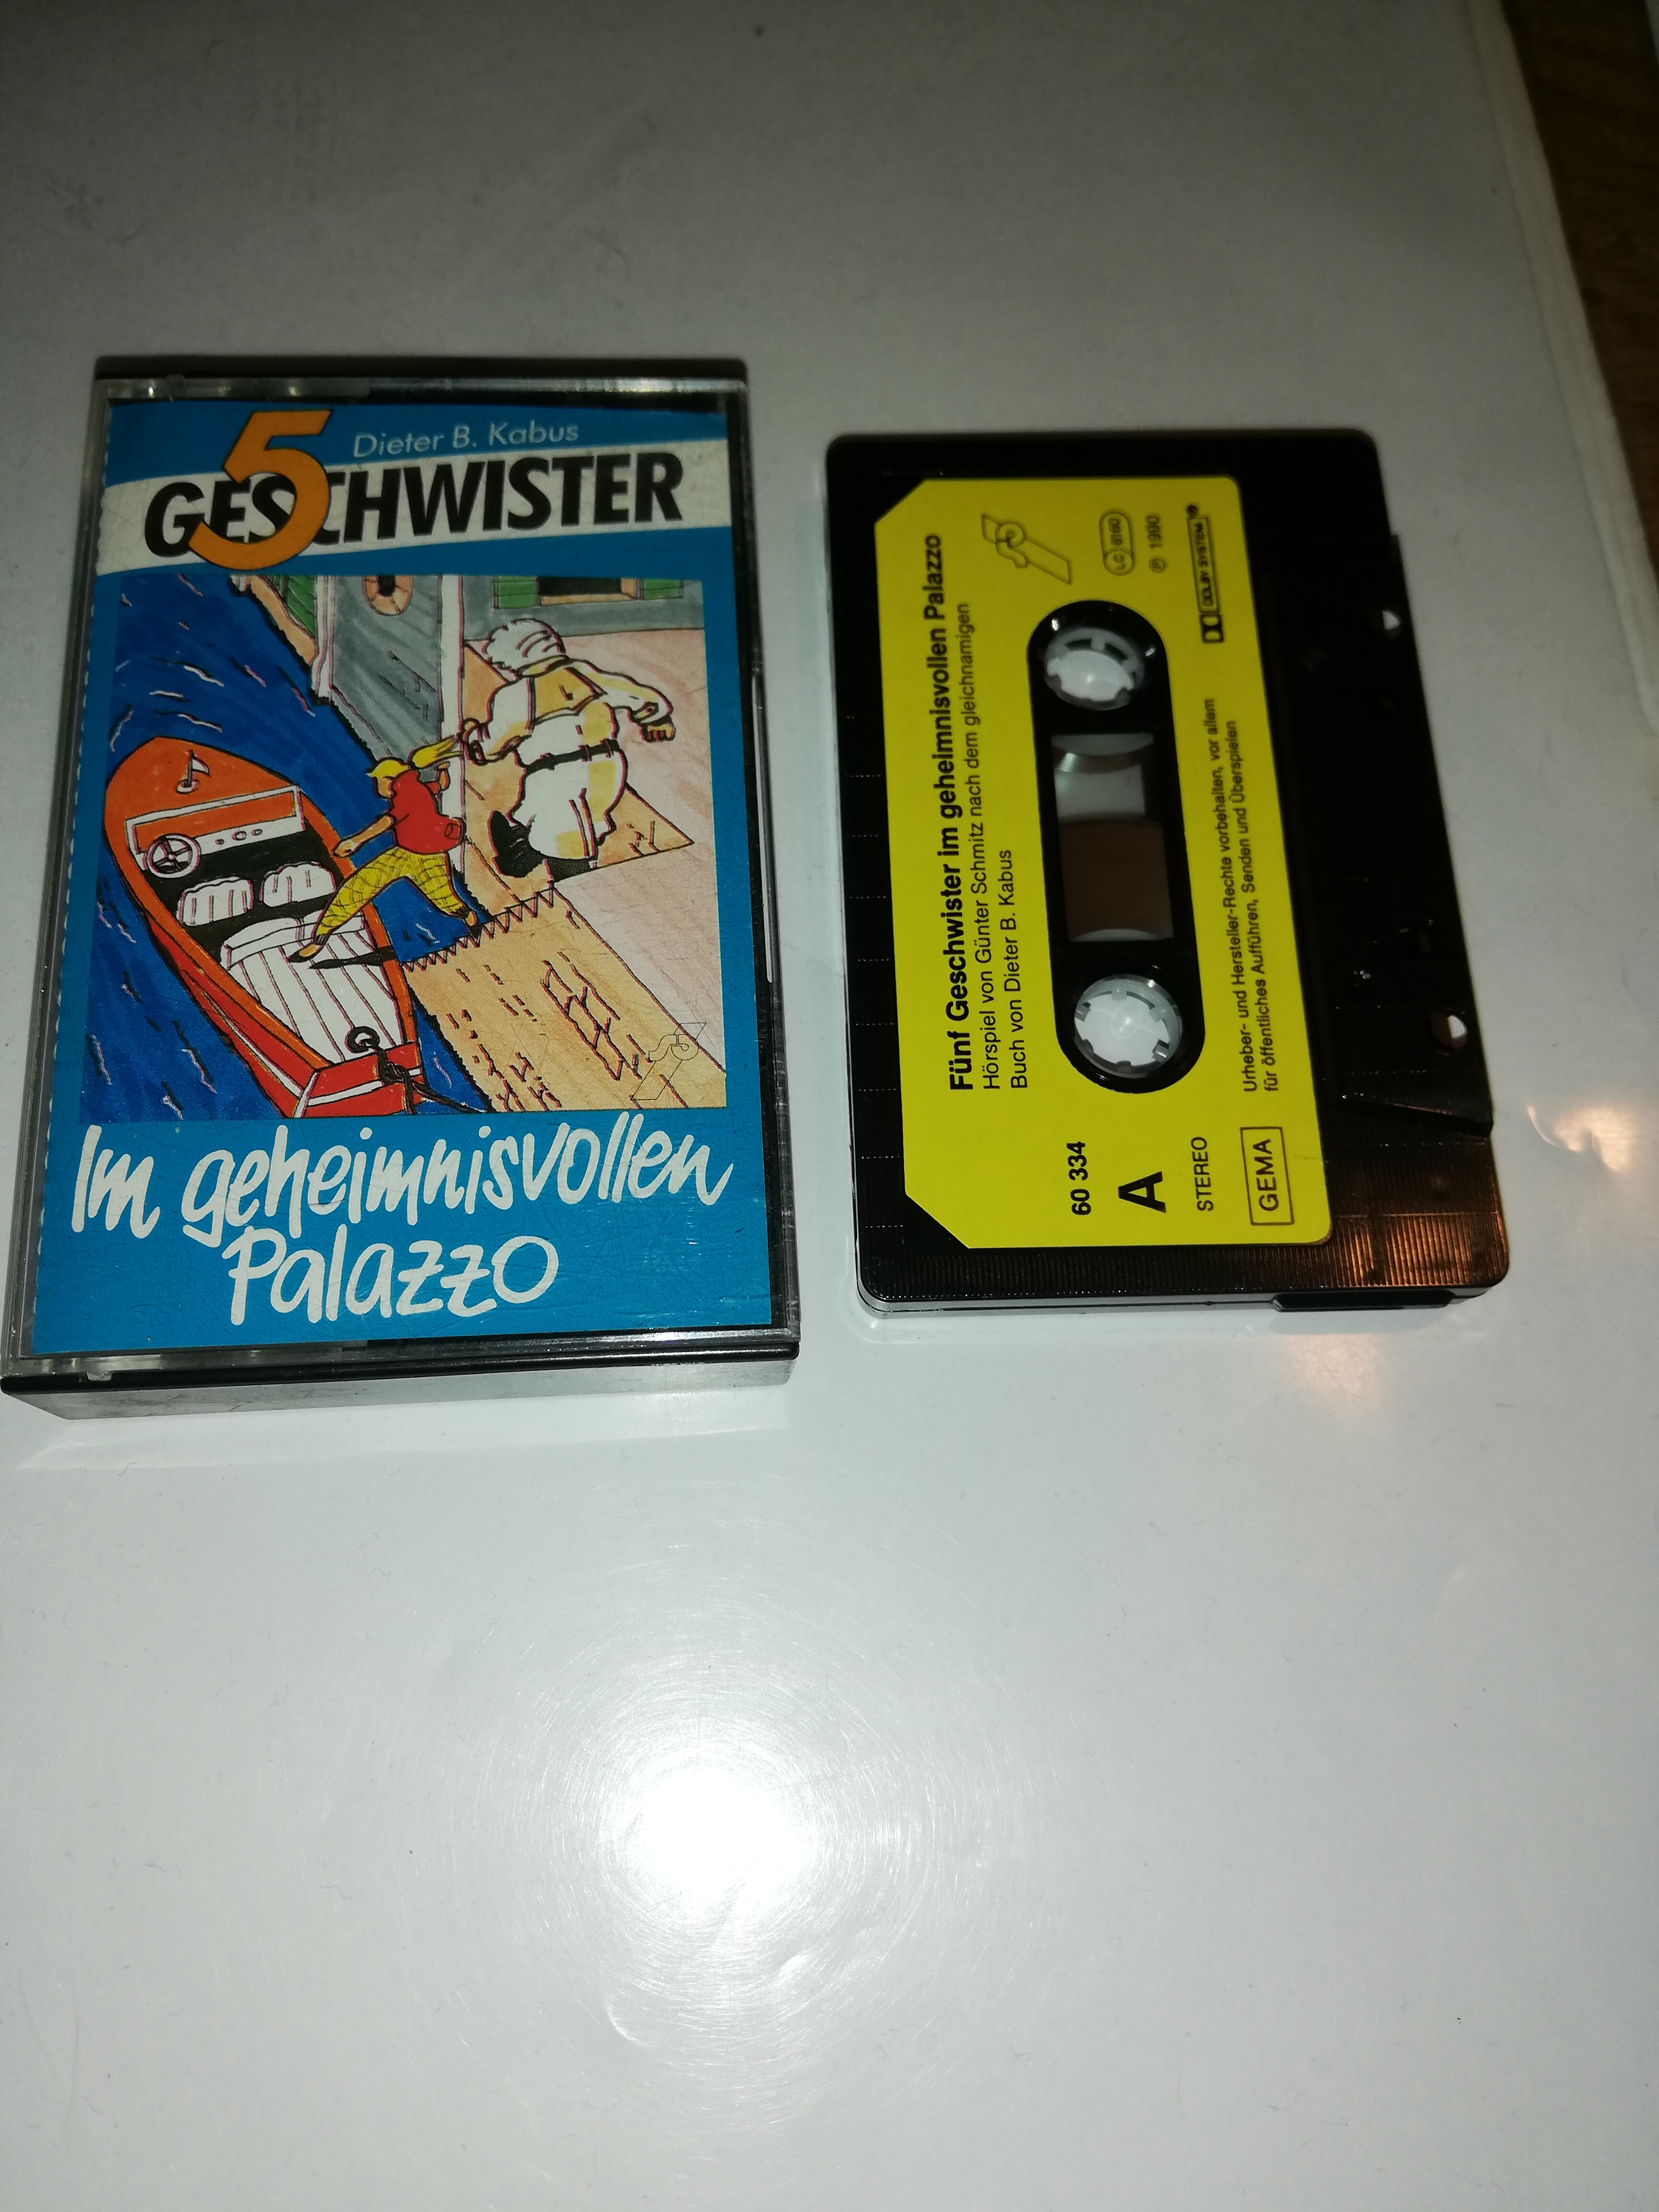 Dieter B. Kabus
5
GESCHWISTER
Im geheimnisvollen
Palazzo
Fünf Geschwister im geheimnisvollen Palazzo
Hörspiel von Günter Schmitz nach dem gleichnamigen
Buch von Dieter B. Kabus
60 334
A
STEREO
GEMA
LC 6160
℗ 1990
DOLBY SYSTEM®
Urheber- und Hersteller-Rechte vorbehalten, vor allem
für öffentliches Aufführen, Senden und Überspielen